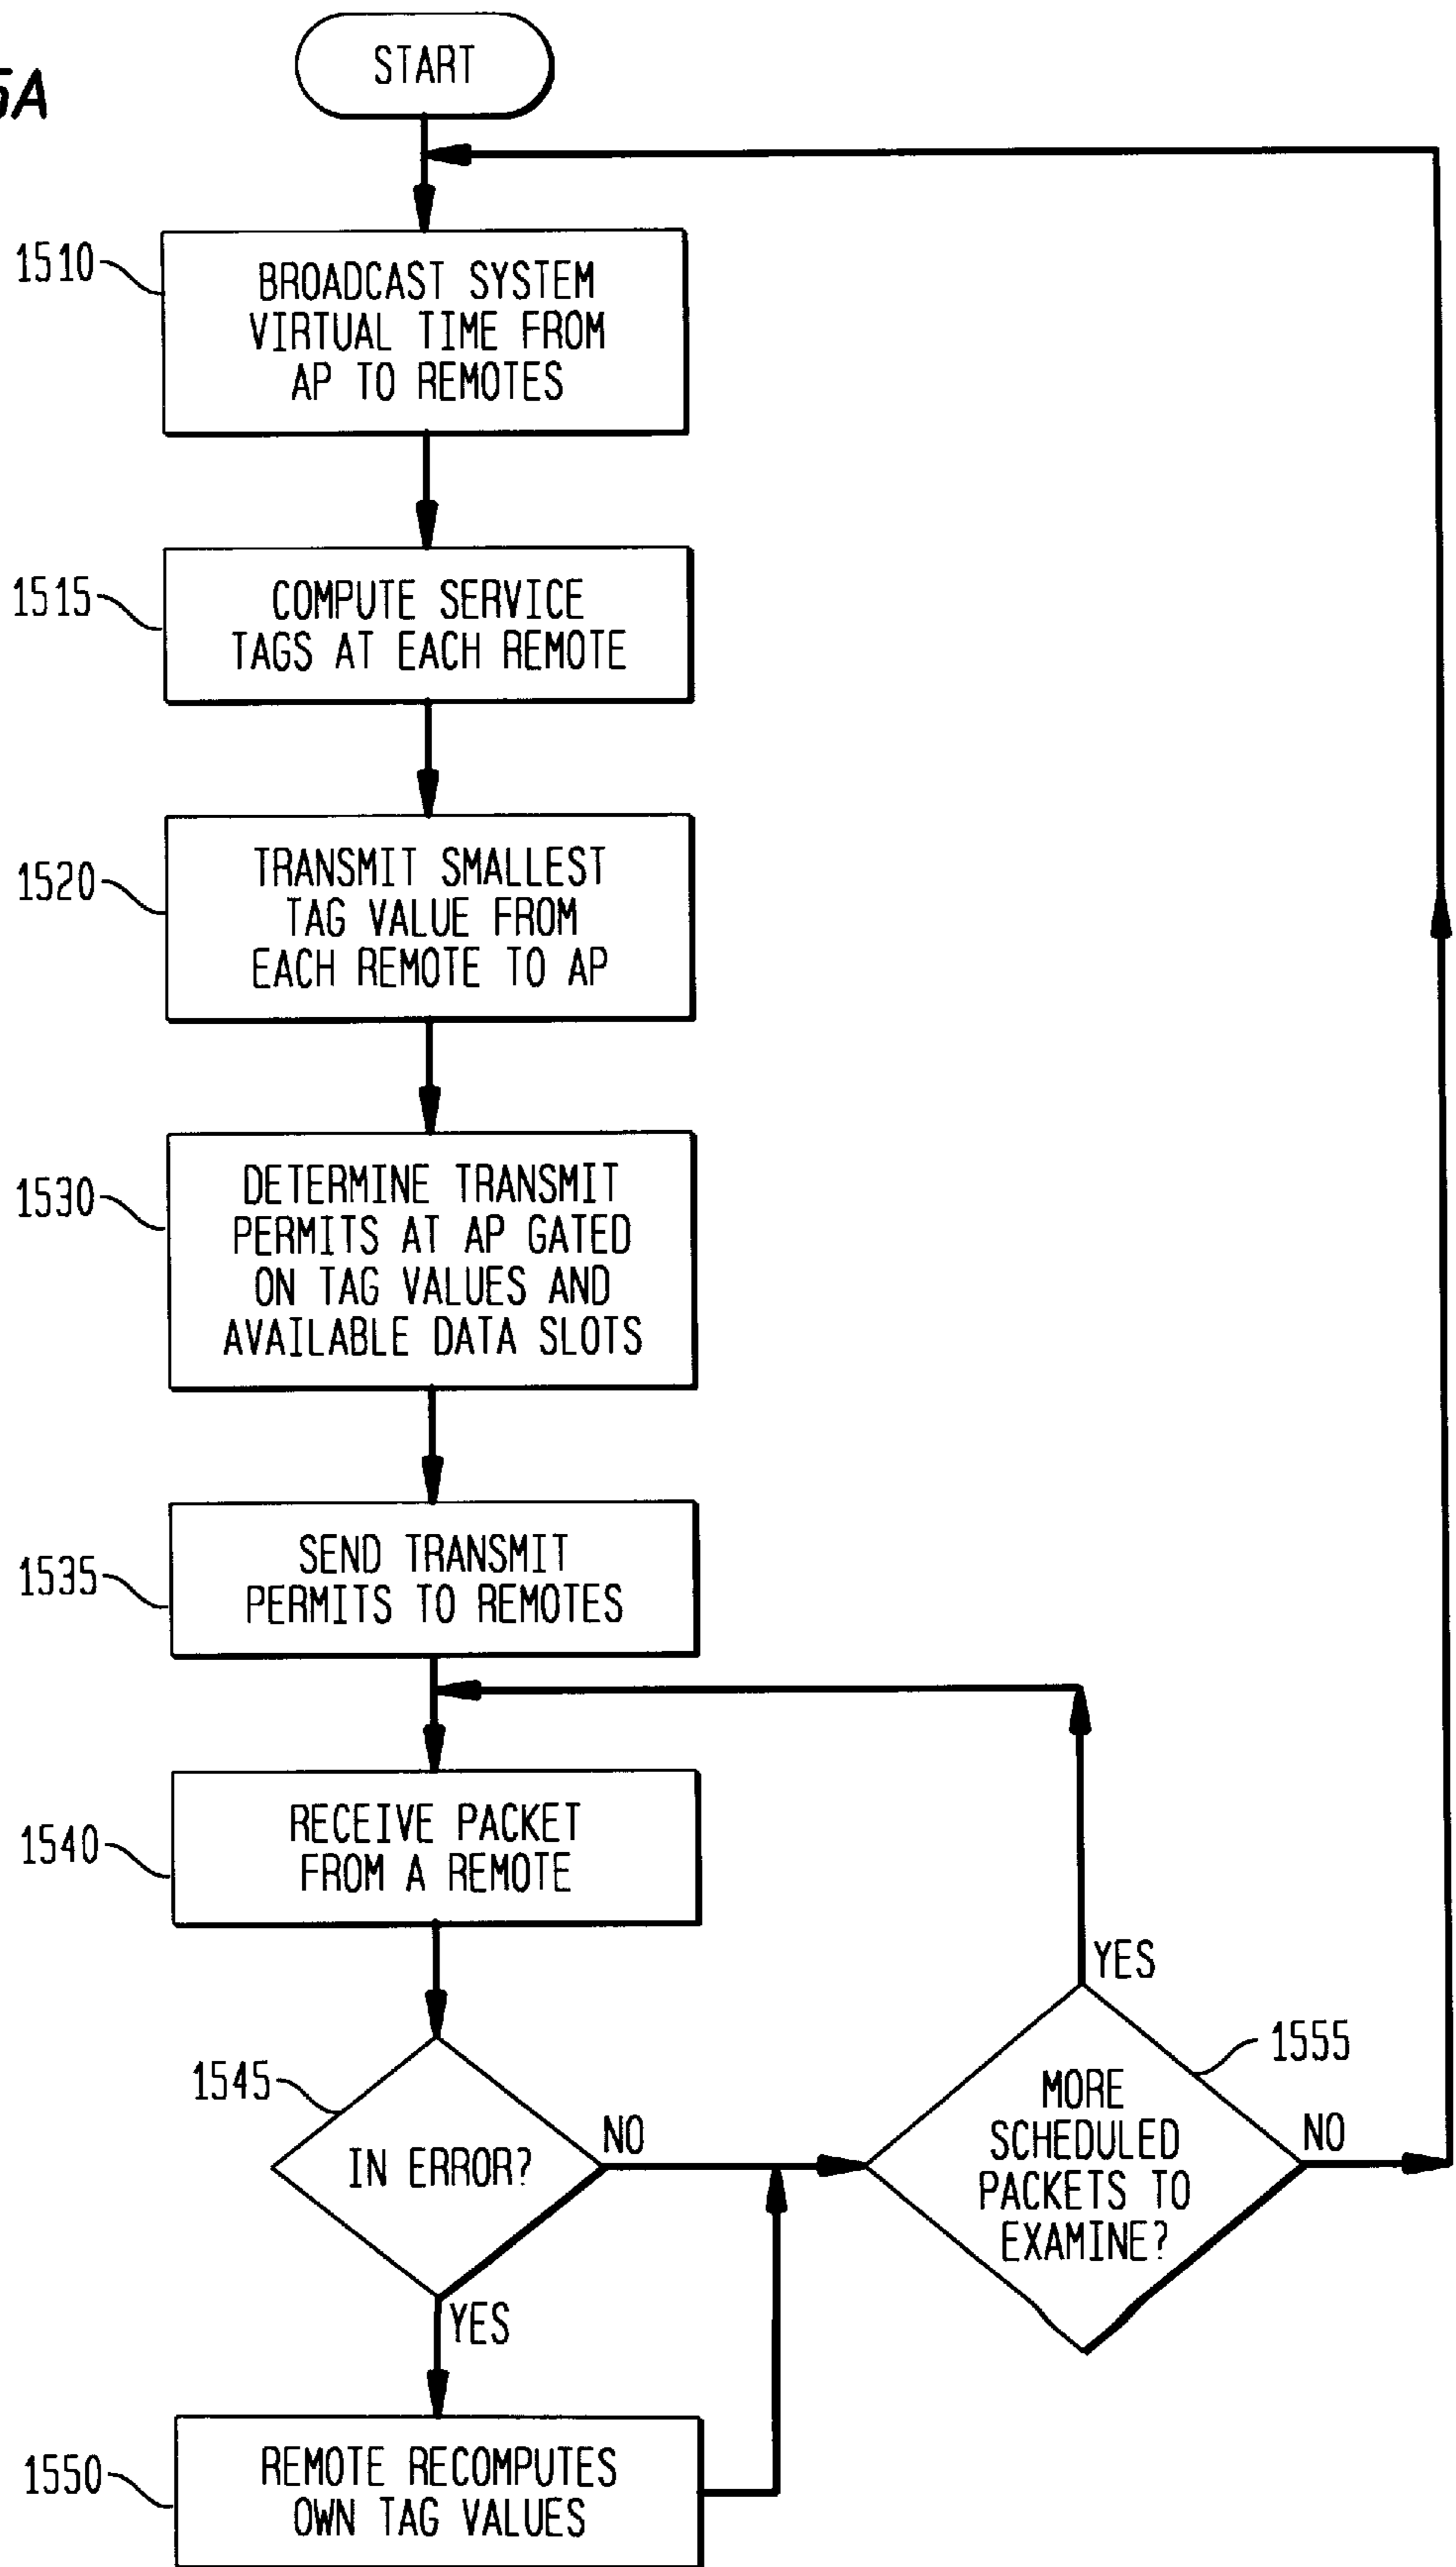 5A
START
1510
BROADCAST SYSTEM
VIRTUAL TIME FROM
AP TO REMOTES
1515
COMPUTE SERVICE
TAGS AT EACH REMOTE
1520
TRANSMIT SMALLEST
TAG VALUE FROM
EACH REMOTE TO AP
1530
DETERMINE TRANSMIT
PERMITS AT AP GATED
ON TAG VALUES AND
AVAILABLE DATA SLOTS
1535
SEND TRANSMIT
PERMITS TO REMOTES
1540
RECEIVE PACKET
FROM A REMOTE
1545
IN ERROR?
NO
YES
1555
MORE
SCHEDULED
PACKETS TO
EXAMINE?
YES
NO
1550
REMOTE RECOMPUTES
OWN TAG VALUES